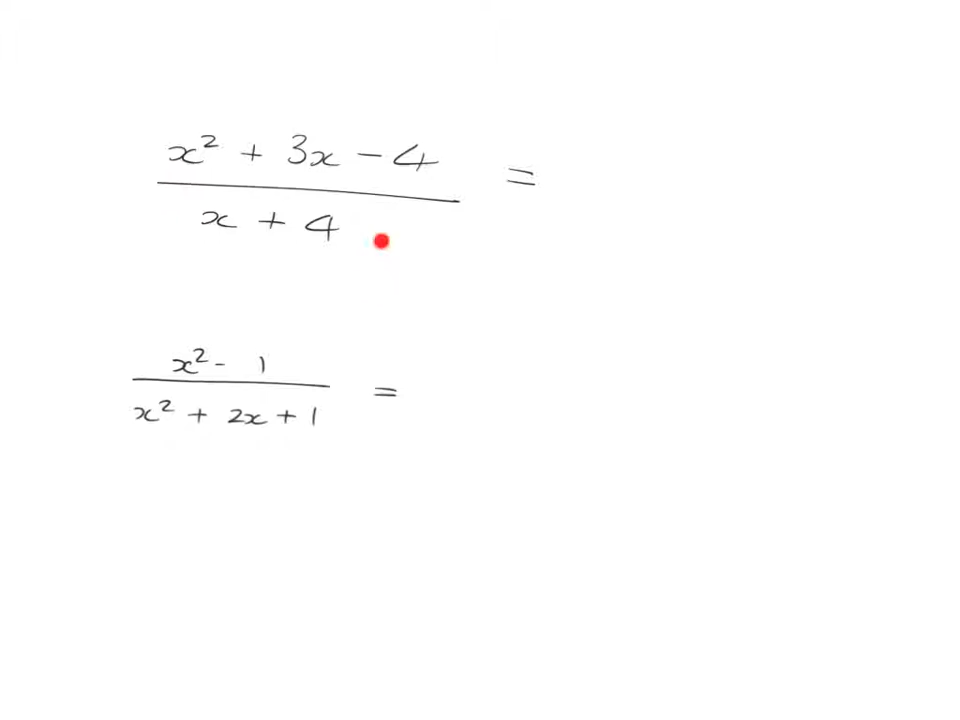 x² + 3x - 4 =
x + 4
x² - 1 =
x² + 2x + 1